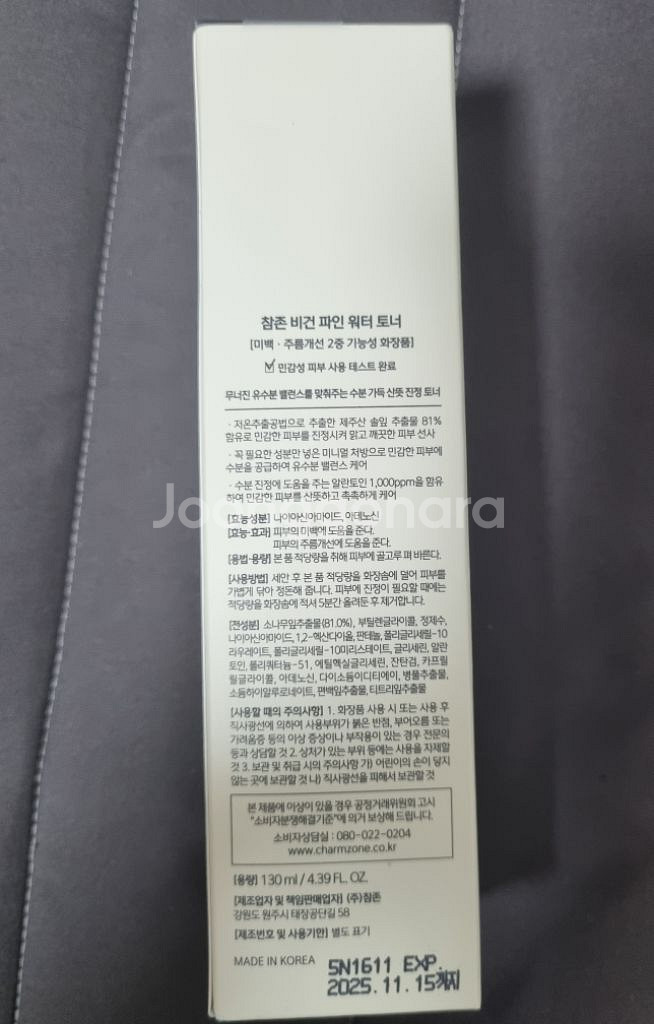 참존 비건 파인 워터 토너
[미백 · 주름개선 2중 기능성 화장품]
민감성 피부 사용 테스트 완료
무너진 유수분 밸런스를 맞춰주는 수분 가득 산뜻 진정 토너
· 저온추출공법으로 추출한 제주산 솔잎 추출물 81%
함유로 민감한 피부를 진정시켜 맑고 깨끗한 피부 선사
· 꼭 필요한 성분만 넣은 미니멀 처방으로 민감한 피부에
수분을 공급하여 유수분 밸런스 케어
· 수분 진정에 도움을 주는 알란토인 1,000ppm을 함유
하여 민감한 피부를 산뜻하고 촉촉하게 케어
[효능성분] 나이아신아마이드, 아데노신
[효능·효과] 피부의 미백에 도움을 준다.
피부의 주름개선에 도움을 준다.
[용법·용량] 본 품 적당량을 취해 피부에 골고루 펴 바른다.
[사용방법] 세안 후 본 품 적당량을 화장솜에 덜어 피부를
가볍게 닦아 정돈해 줍니다. 피부에 진정이 필요할 때에는
적당량을 화장솜에 적셔 5분간 올려둔 후 제거합니다.
[전성분] 소나무잎추출물(81.0%), 부틸렌글라이콜, 정제수,
나이아신아마이드, 1,2-헥산다이올, 판테놀, 폴리글리세릴-10
라우레이트, 폴리글리세릴-10미리스테이트, 글리세린, 알란
토인, 폴리쿼터늄-51, 에틸헥실글리세린, 잔탄검, 카프릴
릴글라이콜, 아데노신, 다이소듐이디티에이, 병풀추출물,
소듐하이알루로네이트, 편백잎추출물, 티트리잎추출물
[사용할 때의 주의사항] 1. 화장품 사용 시 또는 사용 후
직사광선에 의하여 사용부위가 붉은 반점, 부어오름 또는
가려움증 등의 이상 증상이나 부작용이 있는 경우 전문의
등과 상담할 것 2. 상처가 있는 부위 등에는 사용을 자제할
것 3. 보관 및 취급 시의 주의사항 가) 어린이의 손이 닿지
않는 곳에 보관할 것 나) 직사광선을 피해서 보관할 것
본 제품에 이상이 있을 경우 공정거래위원회 고시
"소비자분쟁해결기준"에 의거 보상해 드립니다.
소비자상담실 : 080-022-0204
www.charmzone.co.kr
[용량] 130 ml / 4.39 FL. OZ.
[제조업자 및 책임판매업자] (주)참존
강원도 원주시 태장공단길 58
[제조번호 및 사용기한] 별도 표기
MADE IN KOREA
5N1611 EXP.
2025.11.15까지